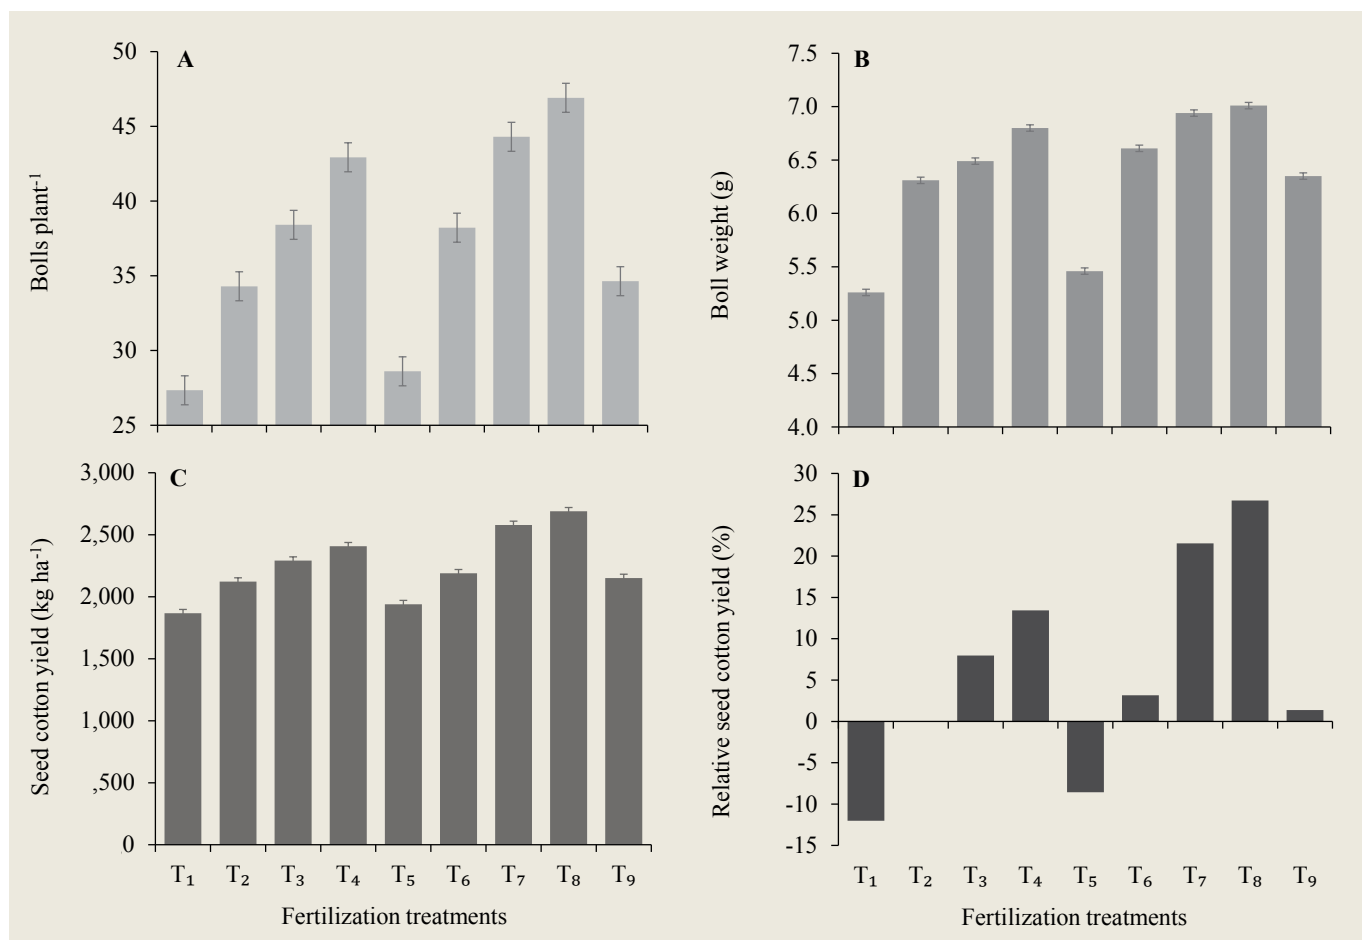 A
50
45
40
35
30
25
Bolls plant⁻¹
B
7.5
7.0
6.5
6.0
5.5
5.0
4.5
4.0
Boll weight (g)
C
3,000
2,500
2,000
1,500
1,000
,500
0
Seed cotton yield (kg ha⁻¹)
T₁ T₂ T₃ T₄ T₅ T₆ T₇ T₈ T₉
Fertilization treatments
D
30
25
20
15
10
5
0
-5
-10
-15
Relative seed cotton yield (%)
T₁ T₂ T₃ T₄ T₅ T₆ T₇ T₈ T₉
Fertilization treatments